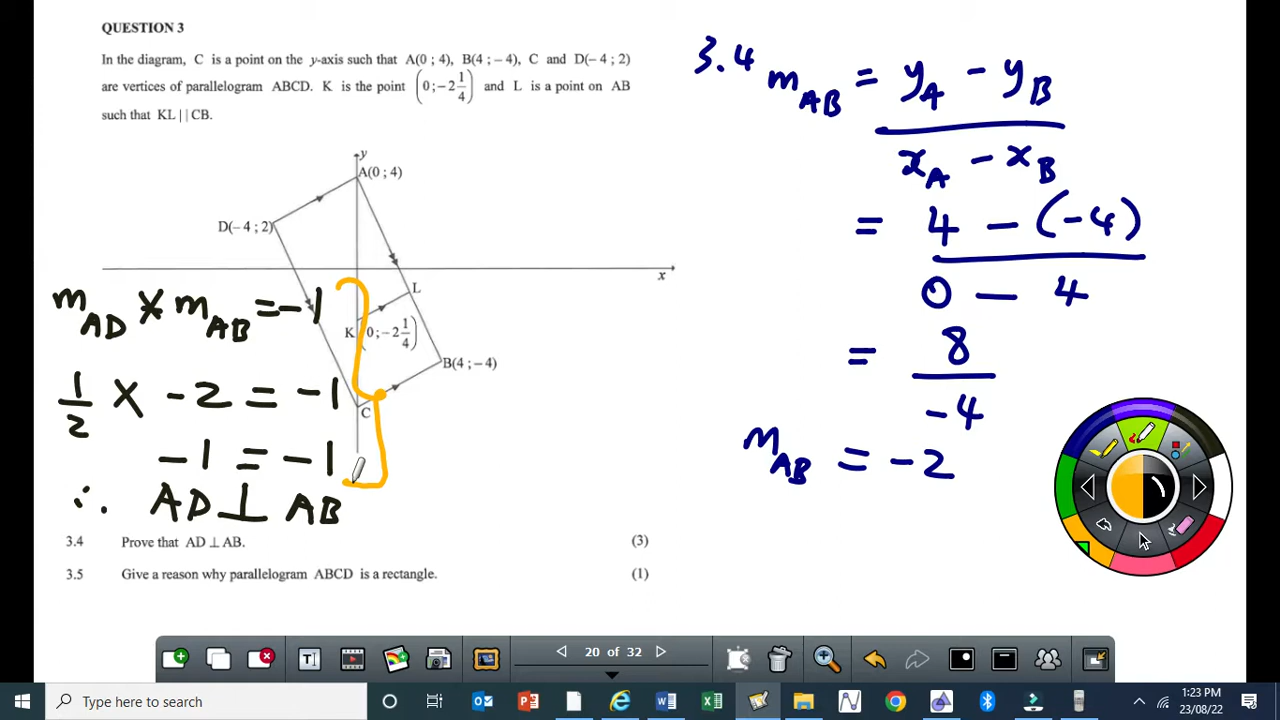 QUESTION 3
In the diagram, C is a point on the y-axis such that A(0 ; 4), B(4 ; −4), C and D(−4 ; 2)
are vertices of parallelogram ABCD. K is the point (0 ; −2 1/4) and L is a point on AB
such that KL || CB.
y
A(0 ; 4)
D(−4 ; 2)
x
L
K (0 ; −2 1/4)
B(4 ; −4)
C
m_AD × m_AB = −1
1/2 × −2 = −1
−1 = −1
∴ AD ⊥ AB
3.4 Prove that AD ⊥ AB. (3)
3.5 Give a reason why parallelogram ABCD is a rectangle. (1)
3.4 m_AB = y_A − y_B
x_A − x_B
= 4 − (−4)
0 − 4
= 8
−4
m_AB = −2
20 of 32
Type here to search
1:23 PM
23/08/22